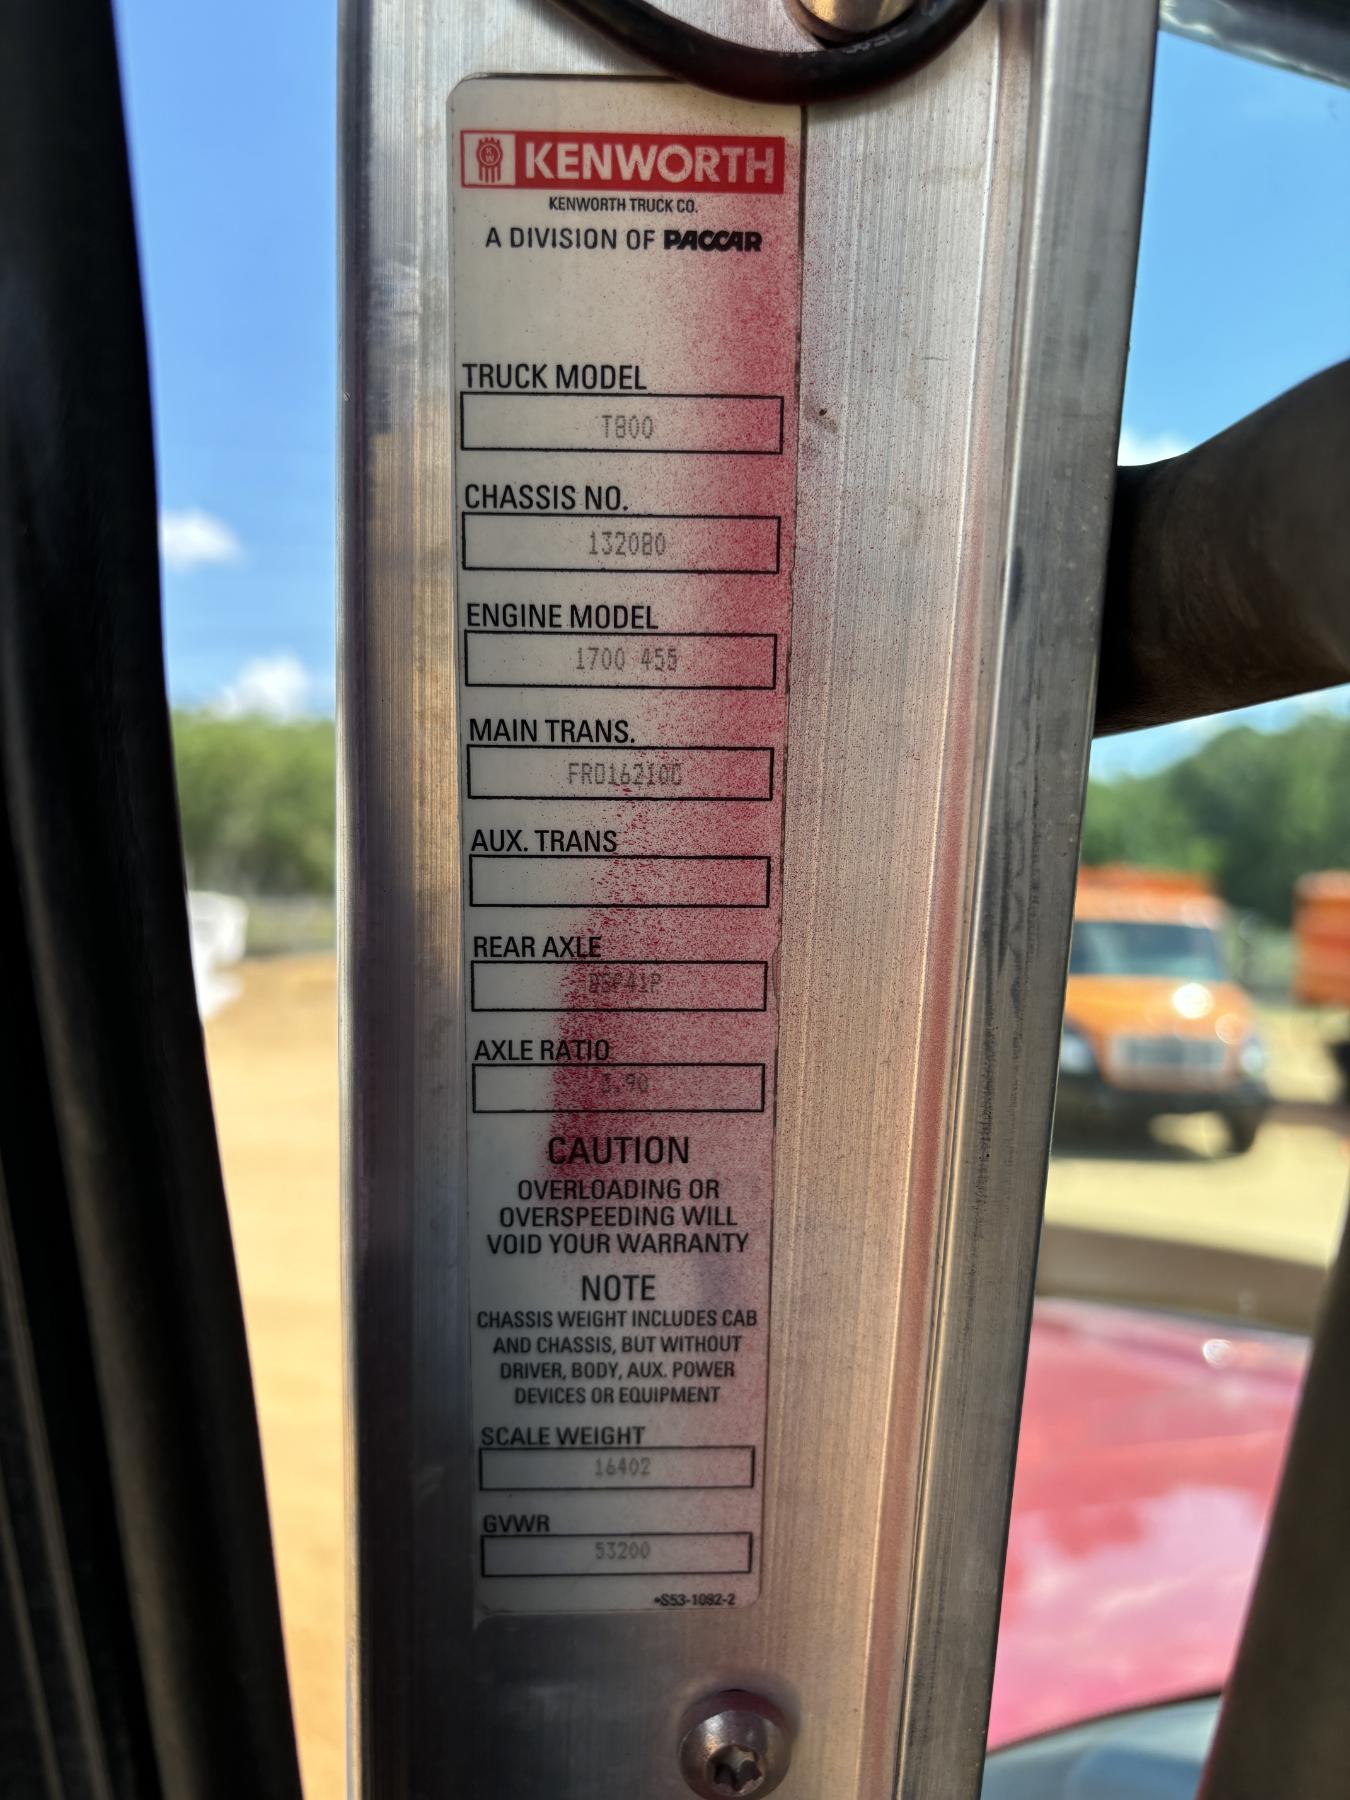 KENWORTH
KENWORTH TRUCK CO.
A DIVISION OF PACCAR
TRUCK MODEL
T800
CHASSIS NO.
132080
ENGINE MODEL
1700 455
MAIN TRANS.
FRO16210C
AUX. TRANS
REAR AXLE
AXLE RATIO
3.90
CAUTION
OVERLOADING OR
OVERSPEEDING WILL
VOID YOUR WARRANTY
NOTE
CHASSIS WEIGHT INCLUDES CAB
AND CHASSIS, BUT WITHOUT
DRIVER, BODY, AUX. POWER
DEVICES OR EQUIPMENT
SCALE WEIGHT
16402
GVWR
53200
•S53-1082-2